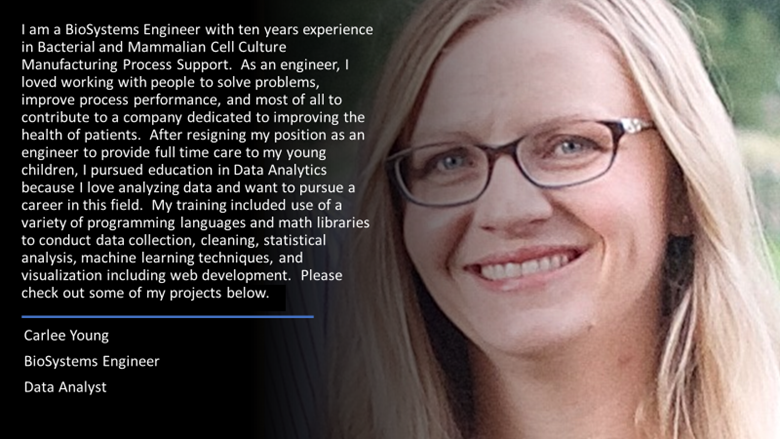 I am a BioSystems Engineer with ten years experience
in Bacterial and Mammalian Cell Culture
Manufacturing Process Support.  As an engineer, I
loved working with people to solve problems,
improve process performance, and most of all to
contribute to a company dedicated to improving the
health of patients.  After resigning my position as an
engineer to provide full time care to my young
children, I pursued education in Data Analytics
because I love analyzing data and want to pursue a
career in this field.  My training included use of a
variety of programming languages and math libraries
to conduct data collection, cleaning, statistical
analysis, machine learning techniques, and
visualization including web development.  Please
check out some of my projects below.
Carlee Young
BioSystems Engineer
Data Analyst